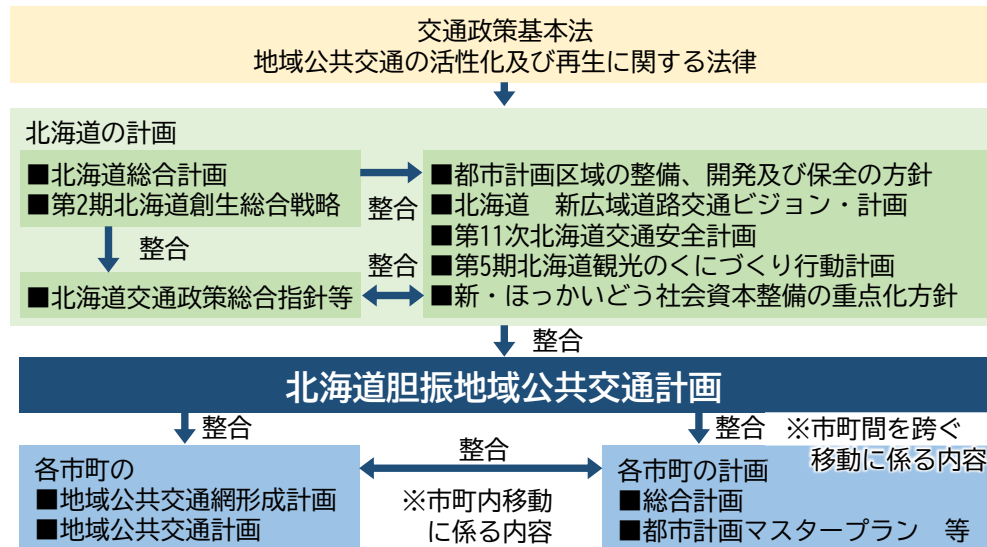 交通政策基本法
地域公共交通の活性化及び再生に関する法律
北海道の計画
■北海道総合計画
■第2期北海道創生総合戦略
整合
■都市計画区域の整備、開発及び保全の方針
■北海道　新広域道路交通ビジョン・計画
■第11次北海道交通安全計画
■第5期北海道観光のくにづくり行動計画
■新・ほっかいどう社会資本整備の重点化方針
整合
整合
■北海道交通政策総合指針等
整合
北海道胆振地域公共交通計画
整合
整合
※市町間を跨ぐ
移動に係る内容
各市町の
■地域公共交通網形成計画
■地域公共交通計画
整合
※市町内移動
に係る内容
各市町の計画
■総合計画
■都市計画マスタープラン　等